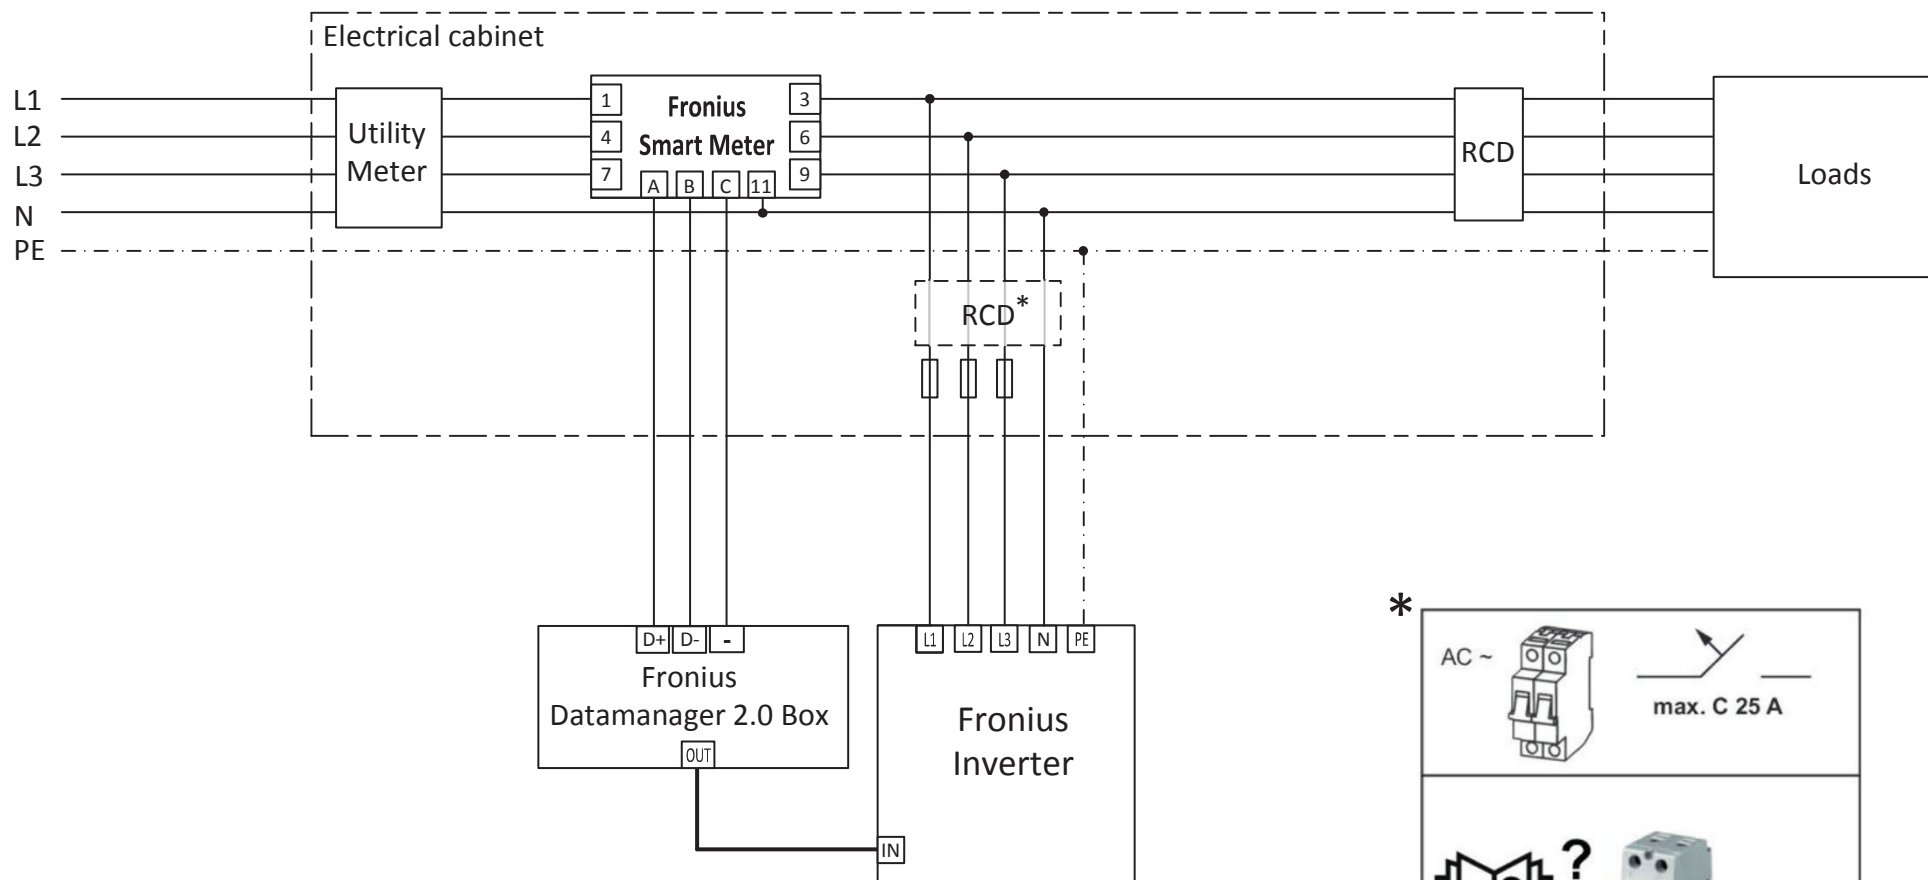 Electrical cabinet
L1
L2
L3
N
PE
Utility
Meter
1
4
7
Fronius
Smart Meter
3
6
9
A B C 11
RCD
Loads
RCD*
D+ D- -
Fronius
Datamanager 2.0 Box
OUT
L1 L2 L3 N PE
Fronius
Inverter
IN
*
AC ~
max. C 25 A
?